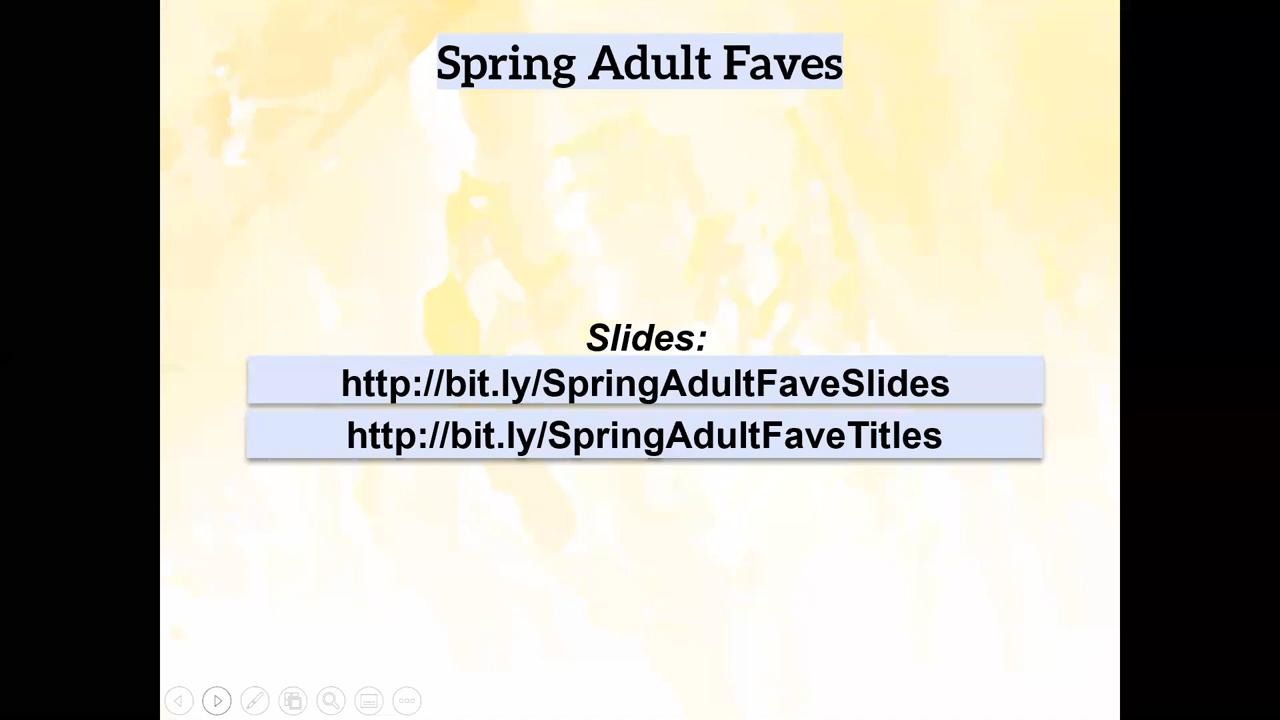 Spring Adult Faves
Slides:
http://bit.ly/SpringAdultFaveSlides
http://bit.ly/SpringAdultFaveTitles